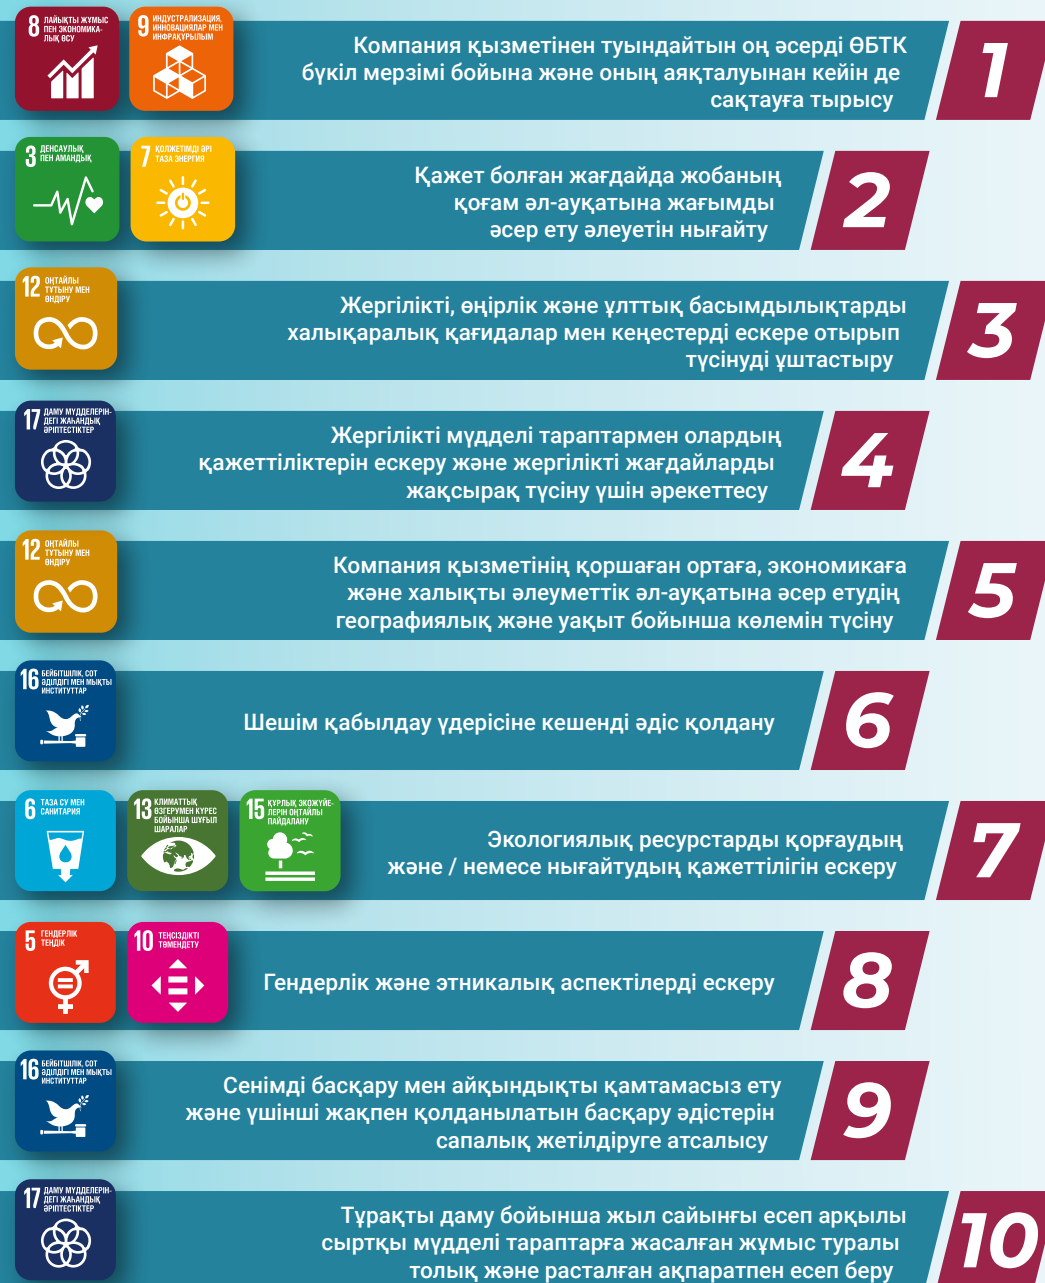 8 ЛАЙЫҚТЫ ЖҰМЫС
ПЕН ЭКОНОМИКА-
ЛЫҚ ӨСУ
9 ИНДУСТРАЛИЗАЦИЯ,
ИННОВАЦИЯЛАР МЕН
ИНФРАҚҰРЫЛЫМ
Компания қызметінен туындайтын оң әсерді ӨБТК
бүкіл мерзімі бойына және оның аяқталуынан кейін де
сақтауға тырысу
1
3 ДЕНСАУЛЫҚ
ПЕН АМАНДЫҚ
7 ҚОЛЖЕТІМДІ ӘРІ
ТАЗА ЭНЕРГИЯ
Қажет болған жағдайда жобаның
қоғам әл-ауқатына жағымды
әсер ету әлеуетін нығайту
2
12 ОҢТАЙЛЫ
ТҰТЫНУ МЕН
ӨНДІРУ
Жергілікті, өңірлік және ұлттық басымдылықтарды
халықаралық қағидалар мен кеңестерді ескере отырып
түсінуді ұштастыру
3
17 ДАМУ МҮДДЕЛЕРІН-
ДЕГІ ЖАҺАНДЫҚ
ӘРІПТЕСТІКТЕР
Жергілікті мүдделі тараптармен олардың
қажеттіліктерін ескеру және жергілікті жағдайларды
жақсырақ түсіну үшін әрекеттесу
4
12 ОҢТАЙЛЫ
ТҰТЫНУ МЕН
ӨНДІРУ
Компания қызметінің қоршаған ортаға, экономикаға
және халықты әлеуметтік әл-ауқатына әсер етудің
географиялық және уақыт бойынша көлемін түсіну
5
16 БЕЙБІТШІЛІК, СОТ
ӘДІЛДІГІ МЕН МЫҚТЫ
ИНСТИТУТТАР
Шешім қабылдау үдерісіне кешенді әдіс қолдану
6
6 ТАЗА СУ МЕН
САНИТАРИЯ
13 КЛИМАТТЫҚ
ӨЗГЕРУМЕН КҮРЕС
БОЙЫНША ШҰҒЫЛ
ШАРАЛАР
15 ҚҰРЛЫҚ ЭКОЖҮЙЕ-
ЛЕРІН ОҢТАЙЛЫ
ПАЙДАЛАНУ
Экологиялық ресурстарды қорғаудың
және / немесе нығайтудың қажеттілігін ескеру
7
5 ГЕНДЕРЛІК
ТЕҢДІК
10 ТЕҢСІЗДІКТІ
ТӨМЕНДЕТУ
Гендерлік және этникалық аспектілерді ескеру
8
16 БЕЙБІТШІЛІК, СОТ
ӘДІЛДІГІ МЕН МЫҚТЫ
ИНСТИТУТТАР
Сенімді басқару мен айқындықты қамтамасыз ету
және үшінші жақпен қолданылатын басқару әдістерін
сапалық жетілдіруге атсалысу
9
17 ДАМУ МҮДДЕЛЕРІН-
ДЕГІ ЖАҺАНДЫҚ
ӘРІПТЕСТІКТЕР
Тұрақты даму бойынша жыл сайынғы есеп арқылы
сыртқы мүдделі тараптарға жасалған жұмыс туралы
толық және расталған ақпаратпен есеп беру
10